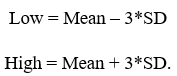 Low = Mean – 3*SD
High = Mean + 3*SD.